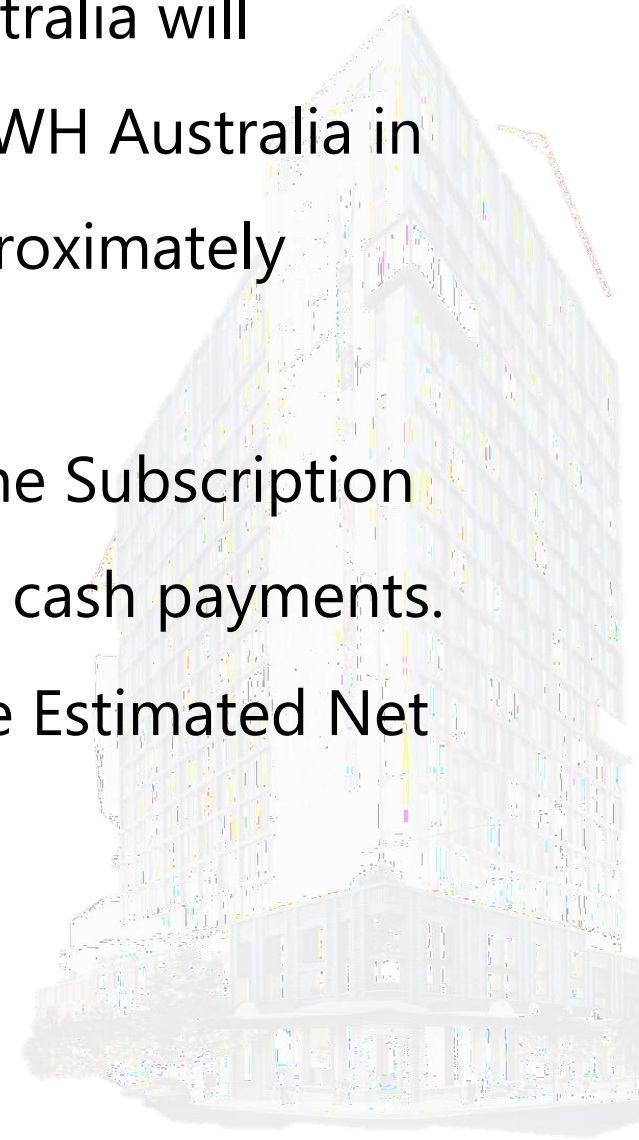 tralia will
WH Australia in
roximately
ne Subscription
cash payments.
e Estimated Net